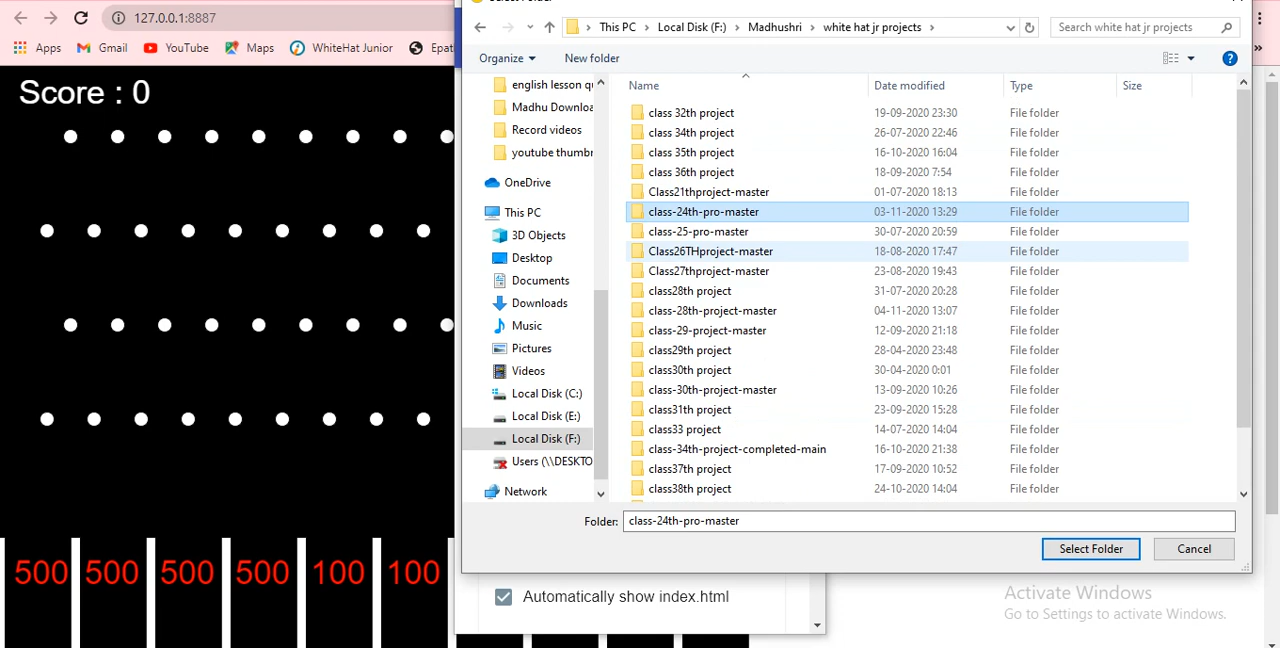 Select Folder
127.0.0.1:8887
This PC > Local Disk (F:) > Madhushri > white hat jr projects >
Search white hat jr projects
Apps Gmail YouTube Maps WhiteHat Junior Epat
»
Organize New folder
?
Score : 0
english lesson qu
Madhu Downloa
Record videos
youtube thumbn
OneDrive
This PC
3D Objects
Desktop
Documents
Downloads
Music
Pictures
Videos
Local Disk (C:)
Local Disk (E:)
Local Disk (F:)
Users (\\DESKTO
Network
Name Date modified Type Size
class 32th project 19-09-2020 23:30 File folder
class 34th project 26-07-2020 22:46 File folder
class 35th project 16-10-2020 16:04 File folder
class 36th project 18-09-2020 7:54 File folder
Class21thproject-master 01-07-2020 18:13 File folder
class-24th-pro-master 03-11-2020 13:29 File folder
class-25-pro-master 30-07-2020 20:59 File folder
Class26THproject-master 18-08-2020 17:47 File folder
Class27thproject-master 23-08-2020 19:43 File folder
class28th project 31-07-2020 20:28 File folder
class-28th-project-master 04-11-2020 13:07 File folder
class-29-project-master 12-09-2020 21:18 File folder
class29th project 28-04-2020 23:48 File folder
class30th project 30-04-2020 0:01 File folder
class-30th-project-master 13-09-2020 10:26 File folder
class31th project 23-09-2020 15:28 File folder
class33 project 14-07-2020 14:04 File folder
class-34th-project-completed-main 16-10-2020 21:38 File folder
class37th project 17-09-2020 10:52 File folder
class38th project 24-10-2020 14:04 File folder
Folder: class-24th-pro-master
Select Folder Cancel
500 500 500 500 100 100
Automatically show index.html
Activate Windows
Go to Settings to activate Windows.